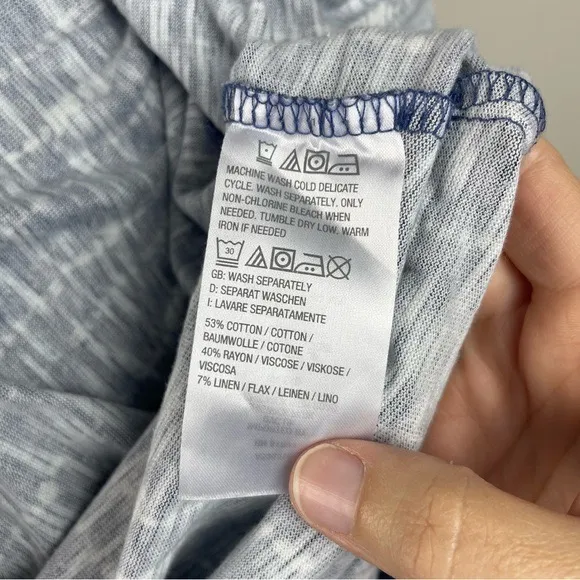 MACHINE WASH COLD DELICATE
CYCLE. WASH SEPARATELY. ONLY
NON-CHLORINE BLEACH WHEN
NEEDED. TUMBLE DRY LOW. WARM
IRON IF NEEDED
30
GB: WASH SEPARATELY
D: SEPARAT WASCHEN
I: LAVARE SEPARATAMENTE
53% COTTON / COTTON /
BAUMWOLLE / COTONE
40% RAYON / VISCOSE / VISKOSE /
VISCOSA
7% LINEN / FLAX / LEINEN / LINO